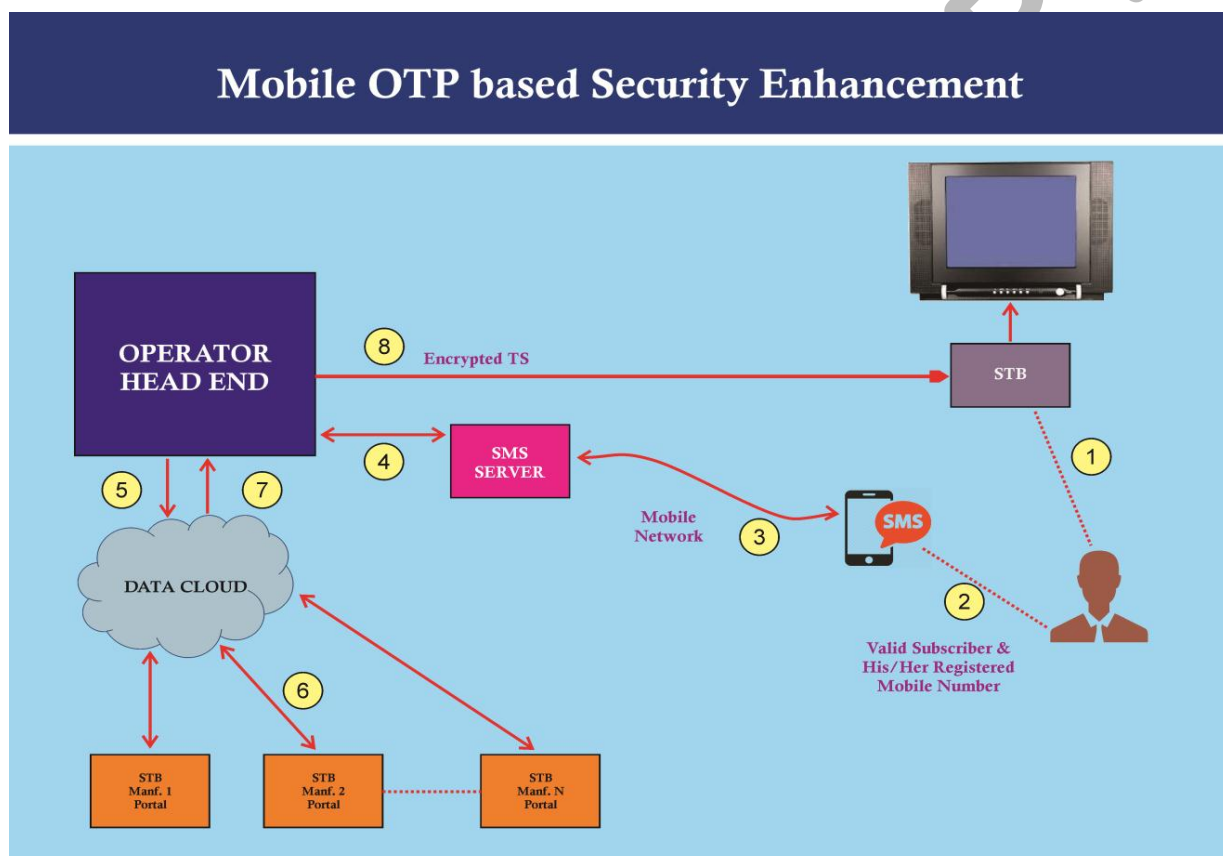 Mobile OTP based Security Enhancement
OPERATOR
HEAD END
8
Encrypted TS
STB
4
SMS
SERVER
1
5
7
Mobile
Network
3
SMS
DATA CLOUD
2
Valid Subscriber &
His/Her Registered
Mobile Number
6
STB
Manf. 1
Portal
STB
Manf. 2
Portal
STB
Manf. N
Portal